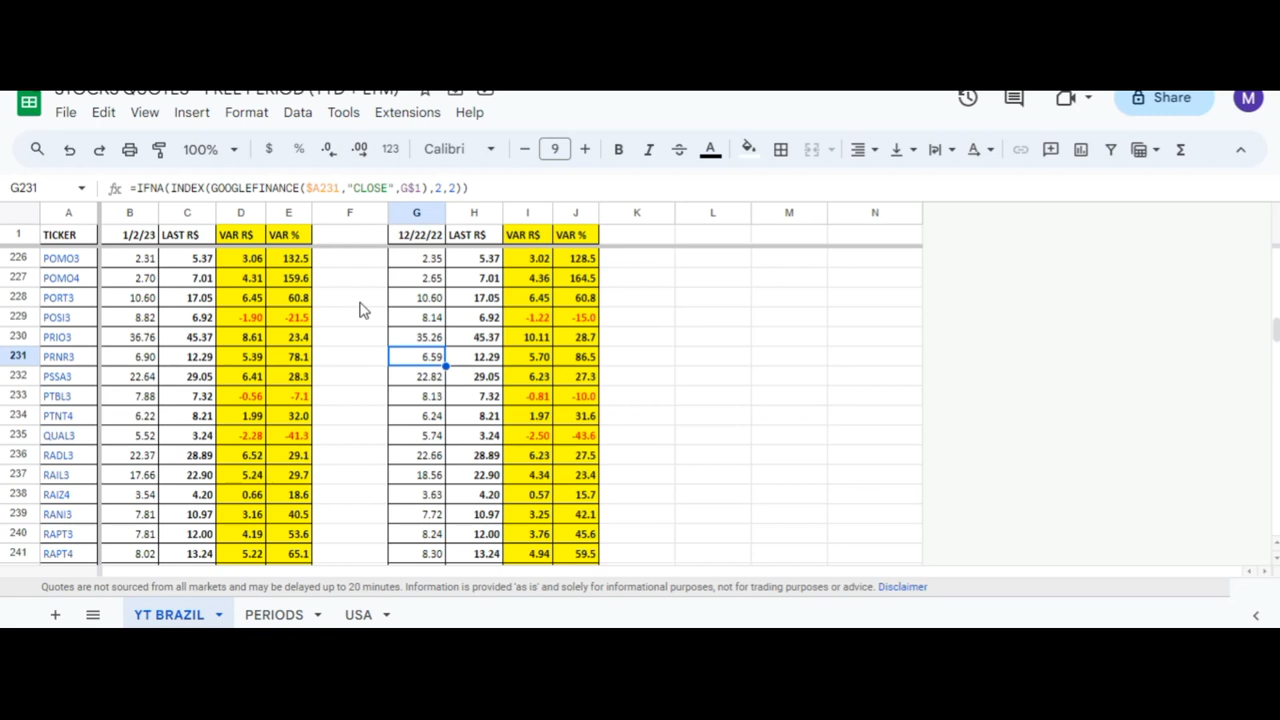 STOCKS QUOTES - FREE PERIOD (YTD + LTM)
File Edit View Insert Format Data Tools Extensions Help
Share M
100% $ % .0 .00 123 Calibri 9 B I A Σ
G231 fx =IFNA(INDEX(GOOGLEFINANCE($A231,"CLOSE",G$1),2,2))
A B C D E F G H I J K L M N
1 TICKER 1/2/23 LAST R$ VAR R$ VAR % 12/22/22 LAST R$ VAR R$ VAR %
226 POMO3 2.31 5.37 3.06 132.5 2.35 5.37 3.02 128.5
227 POMO4 2.70 7.01 4.31 159.6 2.65 7.01 4.36 164.5
228 PORT3 10.60 17.05 6.45 60.8 10.60 17.05 6.45 60.8
229 POSI3 8.82 6.92 -1.90 -21.5 8.14 6.92 -1.22 -15.0
230 PRIO3 36.76 45.37 8.61 23.4 35.26 45.37 10.11 28.7
231 PRNR3 6.90 12.29 5.39 78.1 6.59 12.29 5.70 86.5
232 PSSA3 22.64 29.05 6.41 28.3 22.82 29.05 6.23 27.3
233 PTBL3 7.88 7.32 -0.56 -7.1 8.13 7.32 -0.81 -10.0
234 PTNT4 6.22 8.21 1.99 32.0 6.24 8.21 1.97 31.6
235 QUAL3 5.52 3.24 -2.28 -41.3 5.74 3.24 -2.50 -43.6
236 RADL3 22.37 28.89 6.52 29.1 22.66 28.89 6.23 27.5
237 RAIL3 17.66 22.90 5.24 29.7 18.56 22.90 4.34 23.4
238 RAIZ4 3.54 4.20 0.66 18.6 3.63 4.20 0.57 15.7
239 RANI3 7.81 10.97 3.16 40.5 7.72 10.97 3.25 42.1
240 RAPT3 7.81 12.00 4.19 53.6 8.24 12.00 3.76 45.6
241 RAPT4 8.02 13.24 5.22 65.1 8.30 13.24 4.94 59.5
Quotes are not sourced from all markets and may be delayed up to 20 minutes. Information is provided 'as is' and solely for informational purposes, not for trading purposes or advice. Disclaimer
YT BRAZIL PERIODS USA